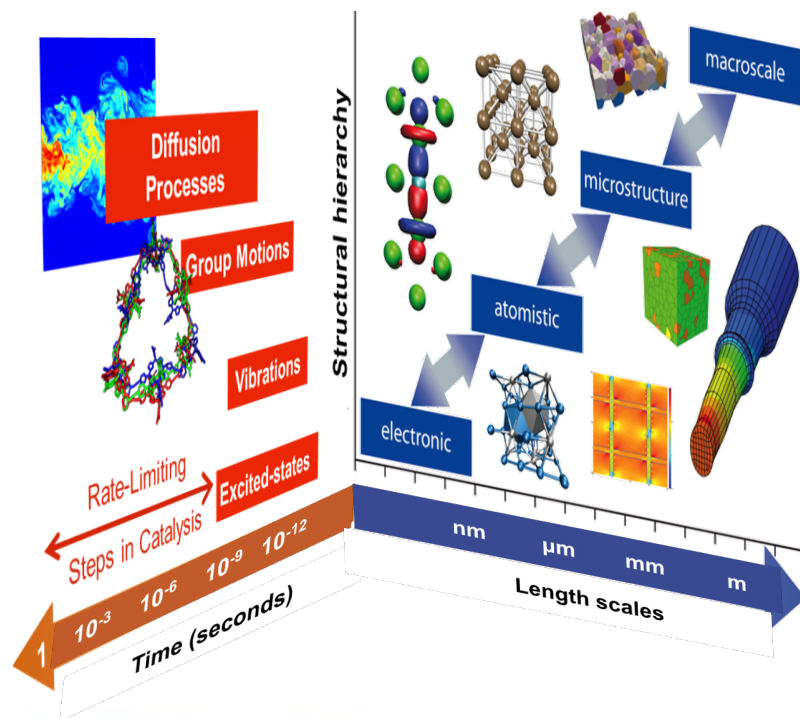 Diffusion
Processes
Group Motions
Vibrations
Excited-states
Rate-Limiting
Steps in Catalysis
1 10⁻³ 10⁻⁶ 10⁻⁹ 10⁻¹²
Time (seconds)
Structural hierarchy
macroscale
microstructure
atomistic
electronic
nm µm mm m
Length scales